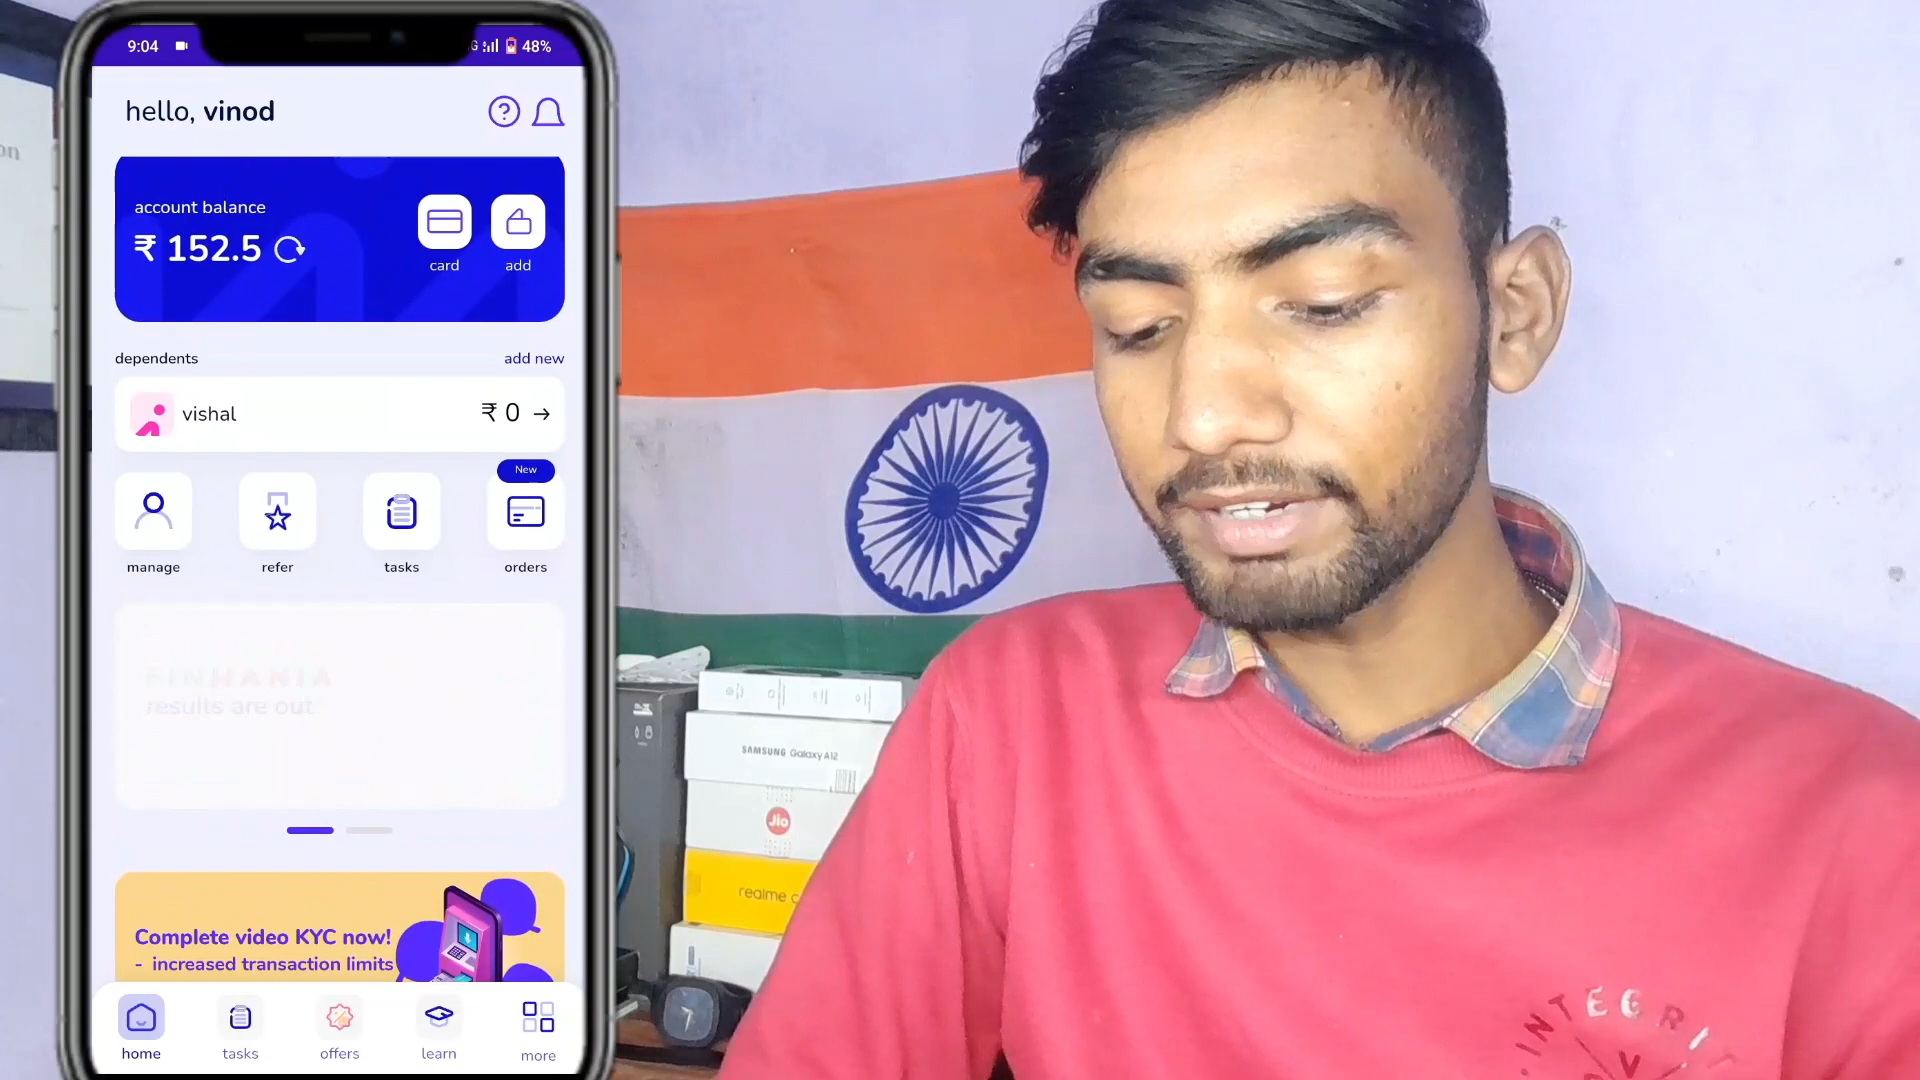 9:04
48%
hello, vinod
account balance
₹ 152.5
card
add
dependents
add new
vishal
₹ 0 →
New
manage
refer
tasks
orders
FINMANIA
results are out
Complete video KYC now!
- increased transaction limits
home
tasks
offers
learn
more
SAMSUNG Galaxy A12
Jio
realme